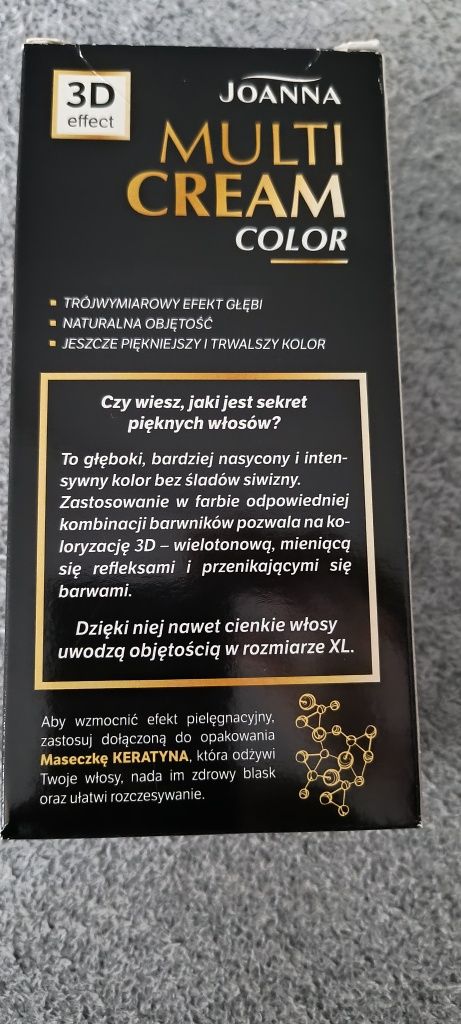 3D
effect
JOANNA
MULTI
CREAM
COLOR
TRÓJWYMIAROWY EFEKT GŁĘBI
NATURALNA OBJĘTOŚĆ
JESZCZE PIĘKNIEJSZY I TRWALSZY KOLOR
Czy wiesz, jaki jest sekret
pięknych włosów?
To głęboki, bardziej nasycony i inten-
sywny kolor bez śladów siwizny.
Zastosowanie w farbie odpowiedniej
kombinacji barwników pozwala na ko-
loryzację 3D – wielotonową, mieniącą
się refleksami i przenikającymi się
barwami.
Dzięki niej nawet cienkie włosy
uwodzą objętością w rozmiarze XL.
Aby wzmocnić efekt pielęgnacyjny,
zastosuj dołączoną do opakowania
Maseczkę KERATYNA, która odżywi
Twoje włosy, nada im zdrowy blask
oraz ułatwi rozczesywanie.